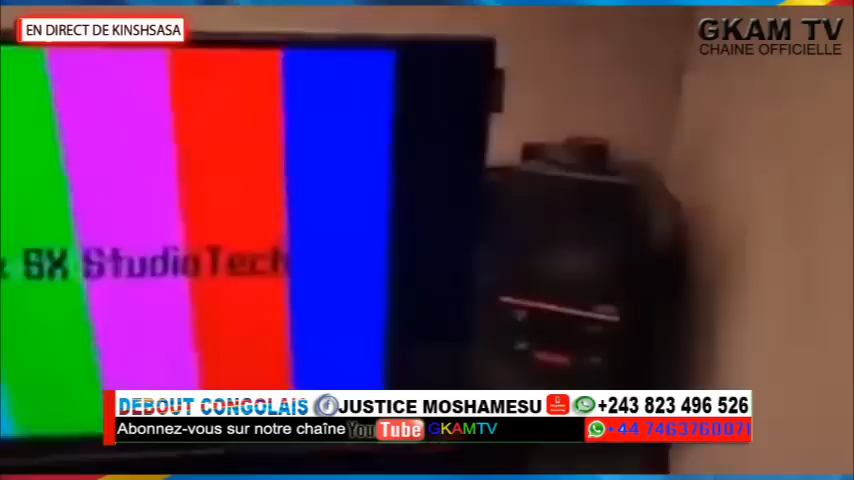 EN DIRECT DE KINSHSASA
GKAM TV
CHAINE OFFICIELLE
SX StudioTech
DEBOUT CONGOLAIS JUSTICE MOSHAMESU +243 823 496 526
Abonnez-vous sur notre chaîne YouTube GKAMTV +44 7463760071